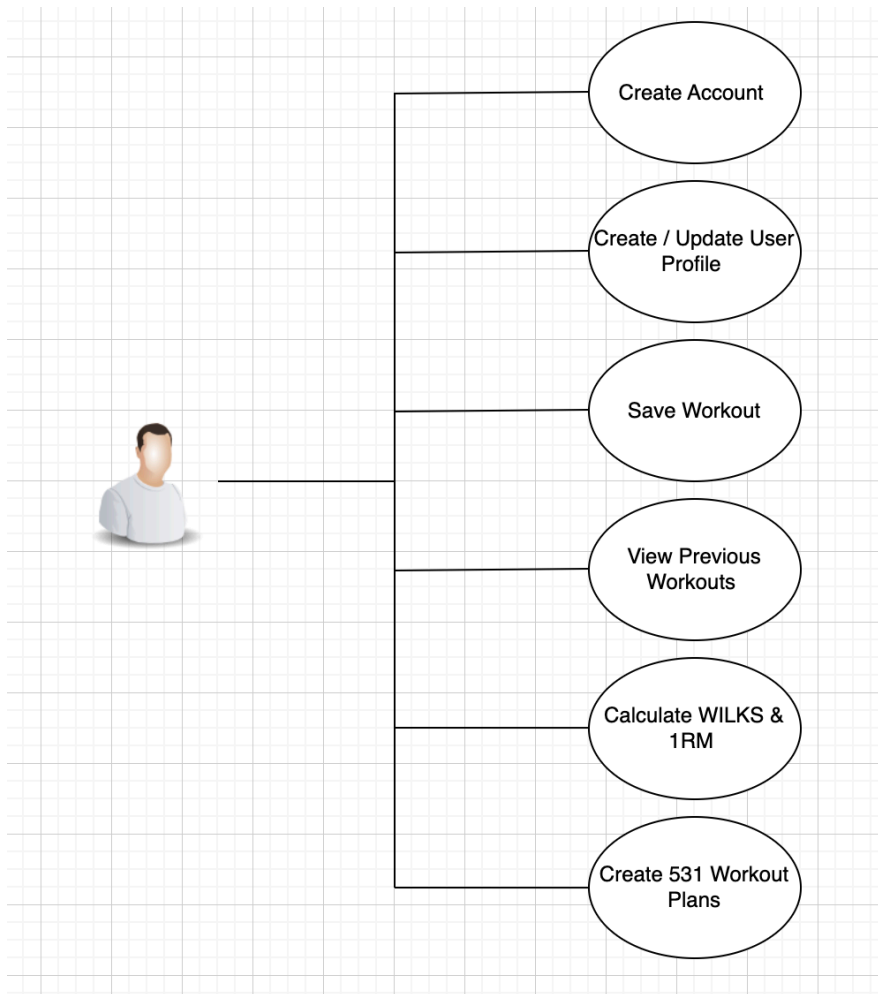 Create Account
Create / Update User
Profile
Save Workout
View Previous
Workouts
Calculate WILKS &
1RM
Create 531 Workout
Plans